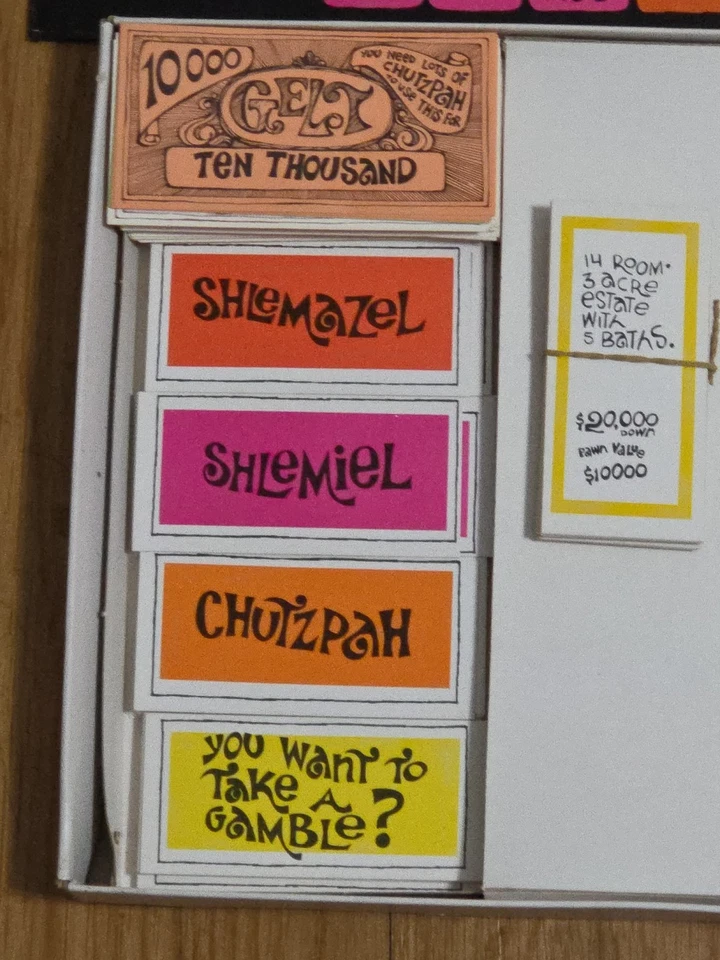 10000
YOU NEED LOTS OF
CHUTZPAH
TO USE THIS FOR
GELT
TEN THOUSAND
SHLEMAZEL
SHLEMIEL
CHUTZPAH
YOU WANT TO
TAKE A
GAMBLE?
14 ROOM·
3 ACRE
ESTATE
WITH
5 BATHS.
$20,000
DOWN
PAWN VALUE
$10000